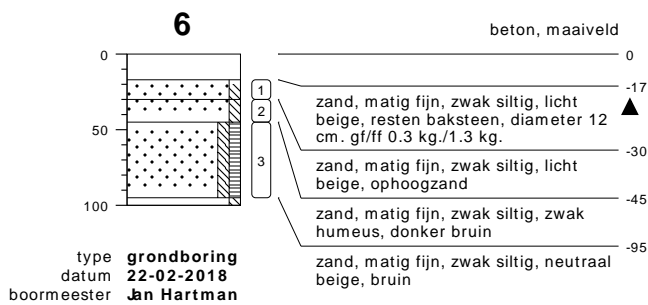 6
beton, maaiveld
0
0
-17
1
zand, matig fijn, zwak siltig, licht
beige, resten baksteen, diameter 12
cm. gf/ff 0.3 kg./1.3 kg.
2
-30
50
zand, matig fijn, zwak siltig, licht
beige, ophoogzand
3
-45
zand, matig fijn, zwak siltig, zwak
humeus, donker bruin
100
-95
zand, matig fijn, zwak siltig, neutraal
beige, bruin
type grondboring
datum 22-02-2018
boormeester Jan Hartman